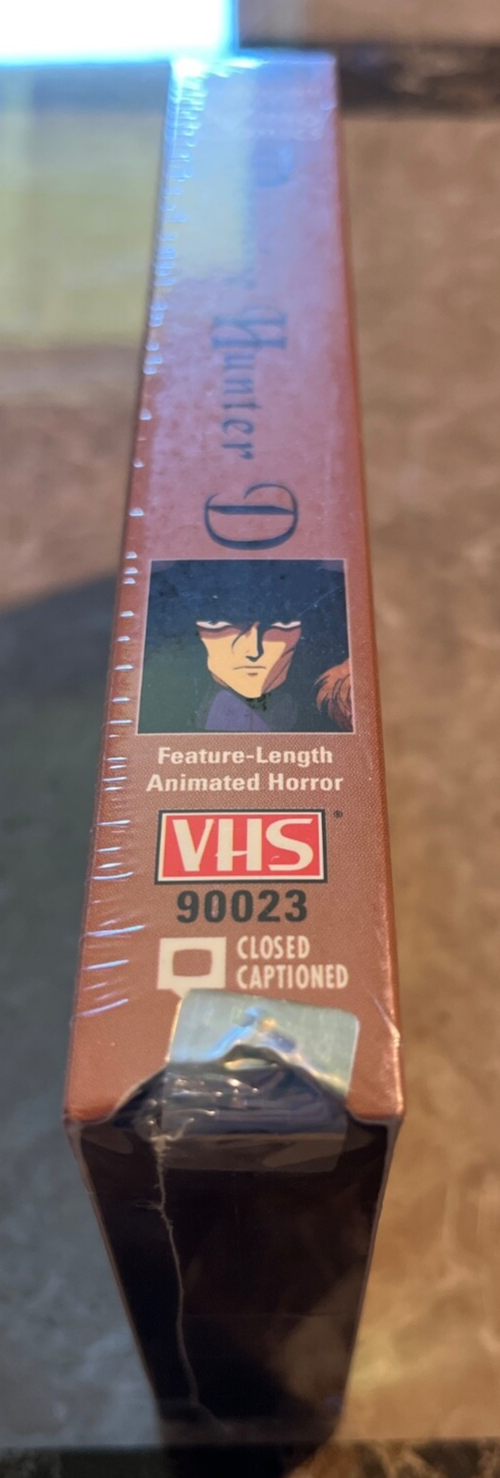 Hunter D
Feature-Length
Animated Horror
VHS®
90023
CLOSED
CAPTIONED